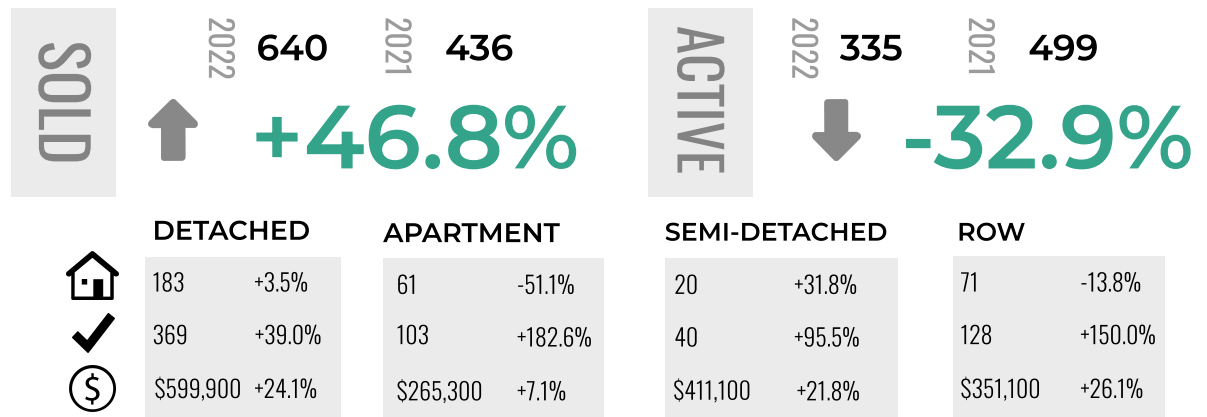 SOLD
2022 640 2021 436
+46.8%
ACTIVE
2022 335 2021 499
-32.9%
DETACHED
183 +3.5%
369 +39.0%
$599,900 +24.1%
APARTMENT
61 -51.1%
103 +182.6%
$265,300 +7.1%
SEMI-DETACHED
20 +31.8%
40 +95.5%
$411,100 +21.8%
ROW
71 -13.8%
128 +150.0%
$351,100 +26.1%